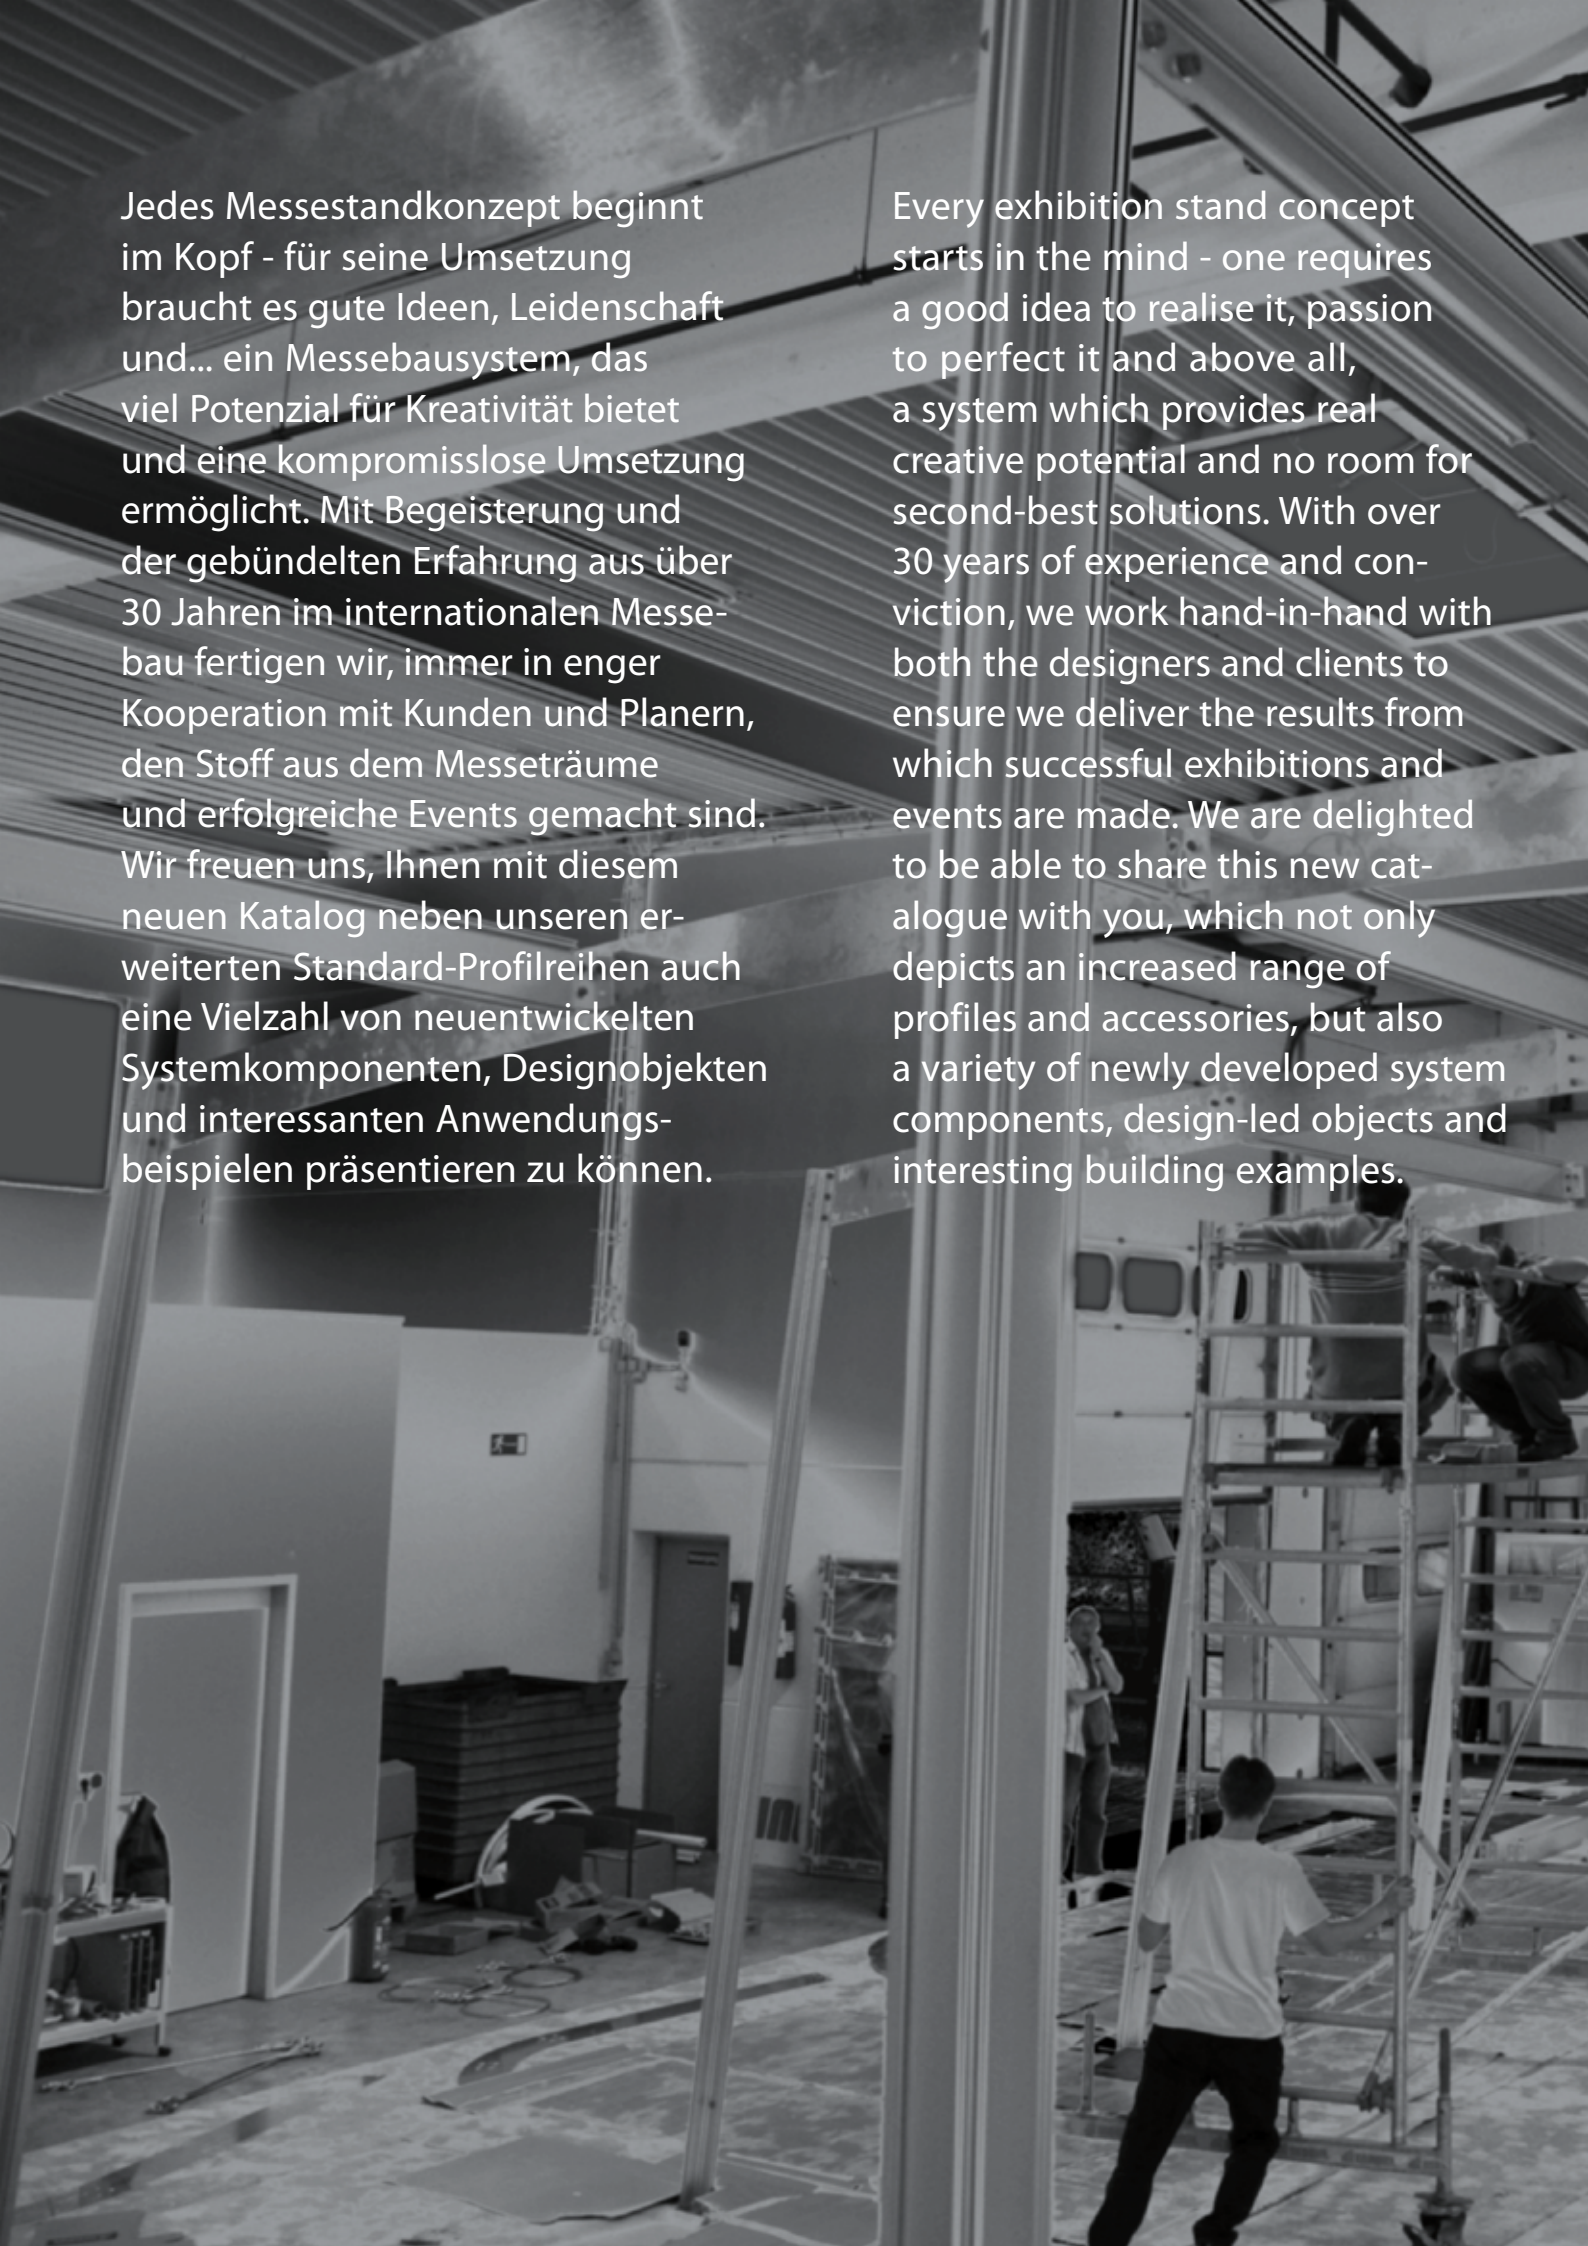 Jedes Messestandkonzept beginnt
im Kopf - für seine Umsetzung
braucht es gute Ideen, Leidenschaft
und... ein Messebausystem, das
viel Potenzial für Kreativität bietet
und eine kompromisslose Umsetzung
ermöglicht. Mit Begeisterung und
der gebündelten Erfahrung aus über
30 Jahren im internationalen Messe-
bau fertigen wir, immer in enger
Kooperation mit Kunden und Planern,
den Stoff aus dem Messeträume
und erfolgreiche Events gemacht sind.
Wir freuen uns, Ihnen mit diesem
neuen Katalog neben unseren er-
weiterten Standard-Profilreihen auch
eine Vielzahl von neuentwickelten
Systemkomponenten, Designobjekten
und interessanten Anwendungs-
beispielen präsentieren zu können.
Every exhibition stand concept
starts in the mind - one requires
a good idea to realise it, passion
to perfect it and above all,
a system which provides real
creative potential and no room for
second-best solutions. With over
30 years of experience and con-
viction, we work hand-in-hand with
both the designers and clients to
ensure we deliver the results from
which successful exhibitions and
events are made. We are delighted
to be able to share this new cat-
alogue with you, which not only
depicts an increased range of
profiles and accessories, but also
a variety of newly developed system
components, design-led objects and
interesting building examples.